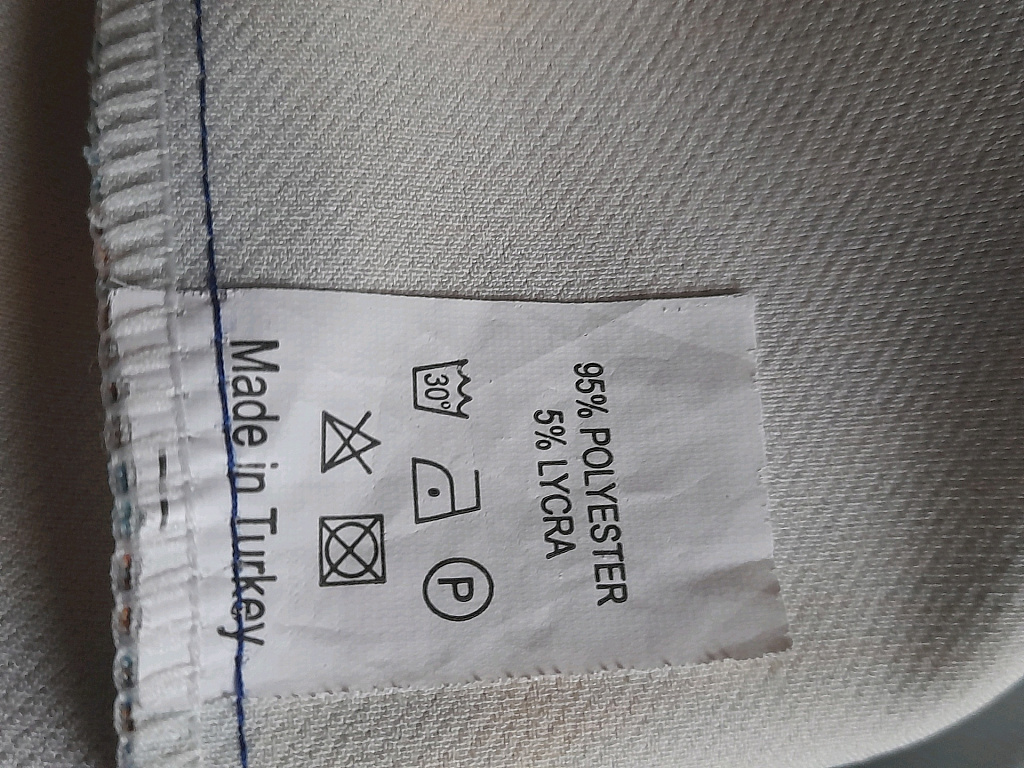 95% POLYESTER
5% LYCRA
30°
P
Made in Turkey